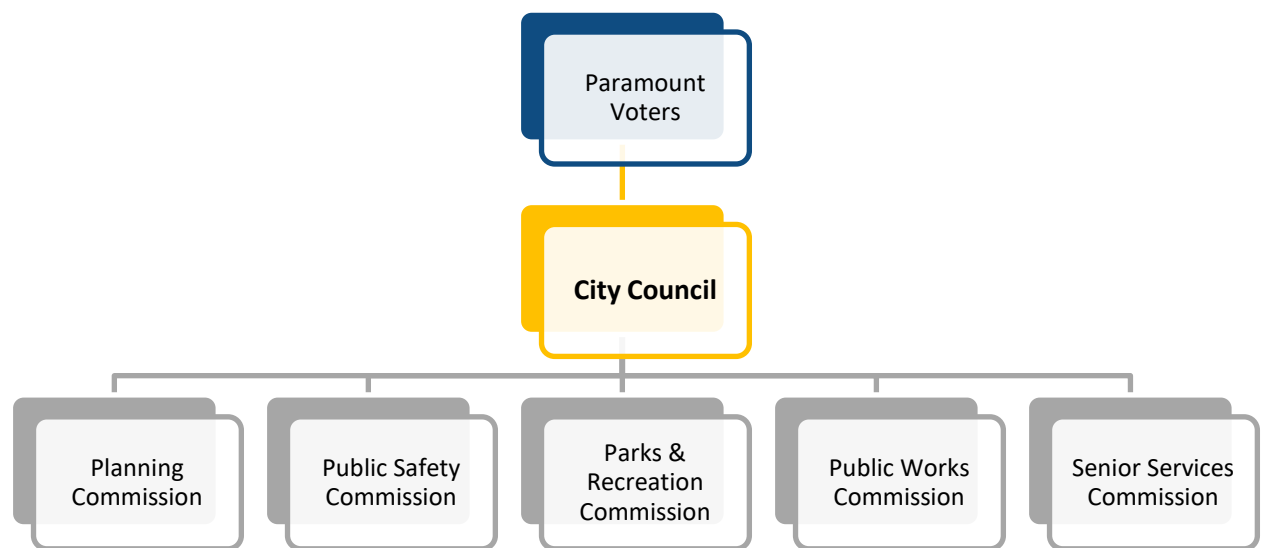 Paramount
Voters
City Council
Planning
Commission
Public Safety
Commission
Parks &
Recreation
Commission
Public Works
Commission
Senior Services
Commission